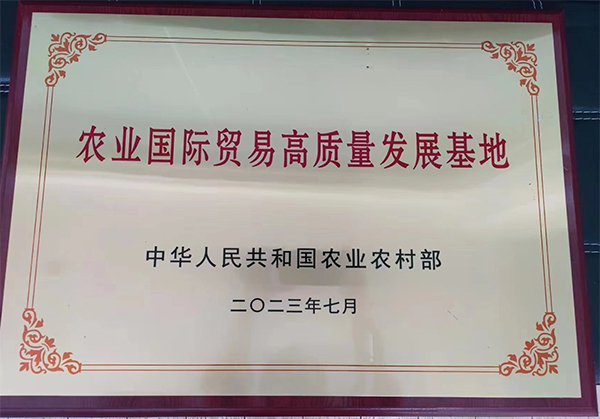 农业国际贸易高质量发展基地
中华人民共和国农业农村部
二〇二三年七月